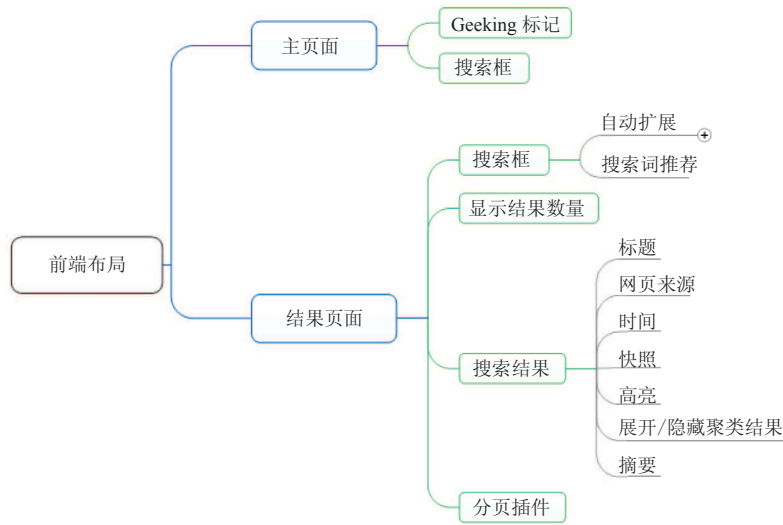 主页面
Geeking 标记
搜索框
前端布局
结果页面
搜索框
自动扩展
搜索词推荐
显示结果数量
搜索结果
标题
网页来源
时间
快照
高亮
展开/隐藏聚类结果
摘要
分页插件